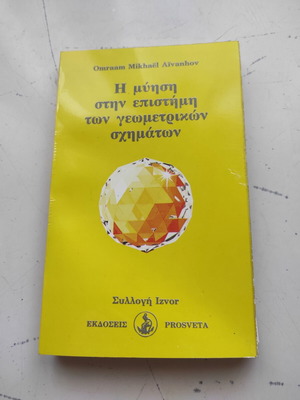 Omraam Mikhaël Aïvanhov
Η μύηση
στην επιστήμη
των γεωμετρικών
σχημάτων
Συλλογή Izvor
ΕΚΔΟΣΕΙΣ PROSVETA